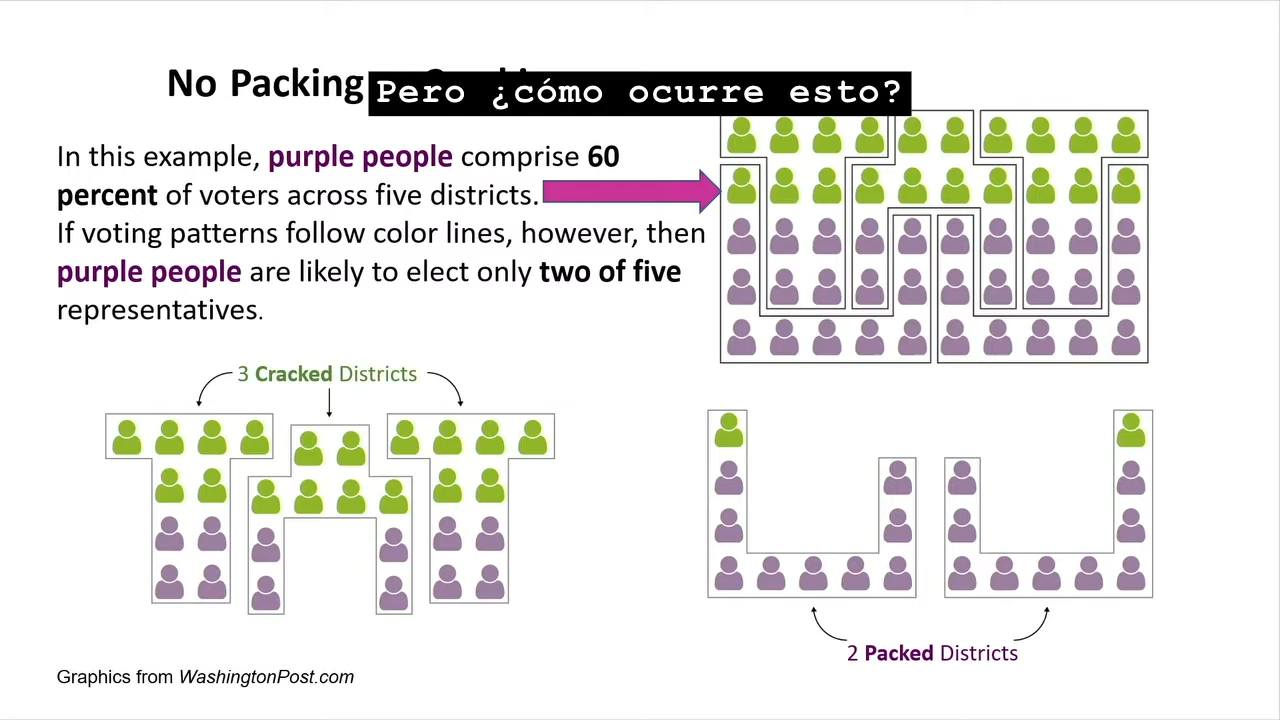 No Packing
Pero ¿cómo ocurre esto?
In this example, purple people comprise 60
percent of voters across five districts.
If voting patterns follow color lines, however, then
purple people are likely to elect only two of five
representatives.
3 Cracked Districts
2 Packed Districts
Graphics from WashingtonPost.com